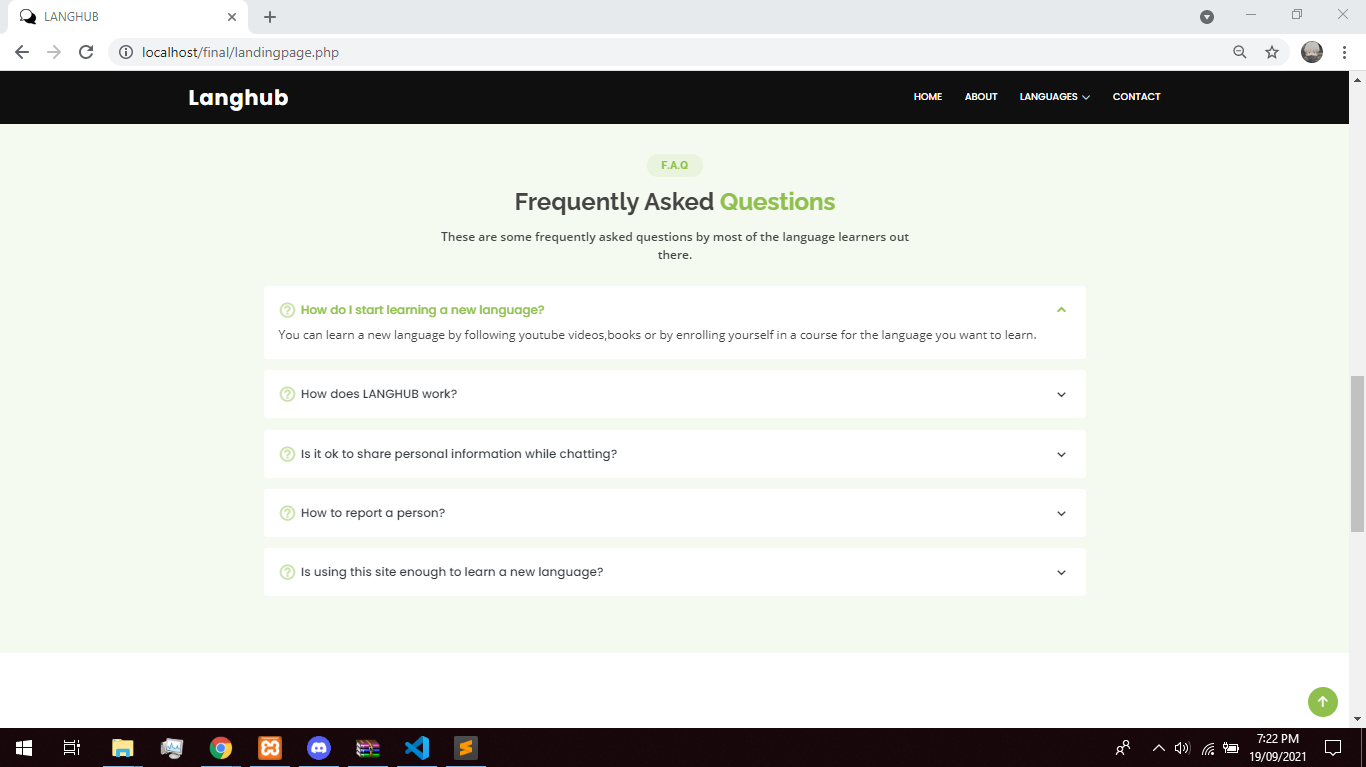 LANGHUB
localhost/final/landingpage.php
Langhub
HOME ABOUT LANGUAGES CONTACT
F.A.Q
Frequently Asked Questions
These are some frequently asked questions by most of the language learners out
there.
How do I start learning a new language?
You can learn a new language by following youtube videos,books or by enrolling yourself in a course for the language you want to learn.
How does LANGHUB work?
Is it ok to share personal information while chatting?
How to report a person?
Is using this site enough to learn a new language?
7:22 PM
19/09/2021